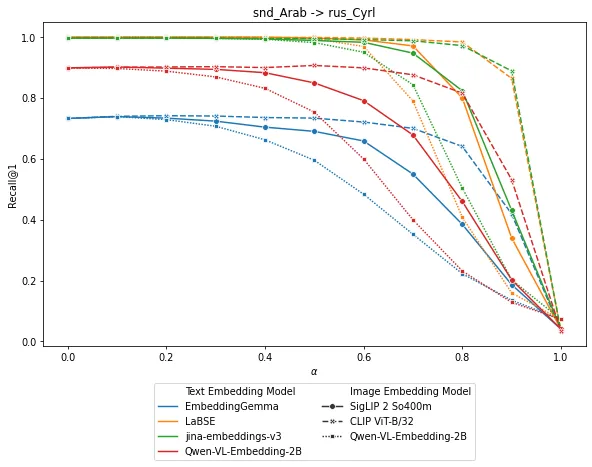 snd_Arab -> rus_Cyrl
Recall@1
1.0
0.8
0.6
0.4
0.2
0.0
0.0 0.2 0.4 0.6 0.8 1.0
α
Text Embedding Model Image Embedding Model
EmbeddingGemma SigLIP 2 So400m
LaBSE CLIP ViT-B/32
jina-embeddings-v3 Qwen-VL-Embedding-2B
Qwen-VL-Embedding-2B